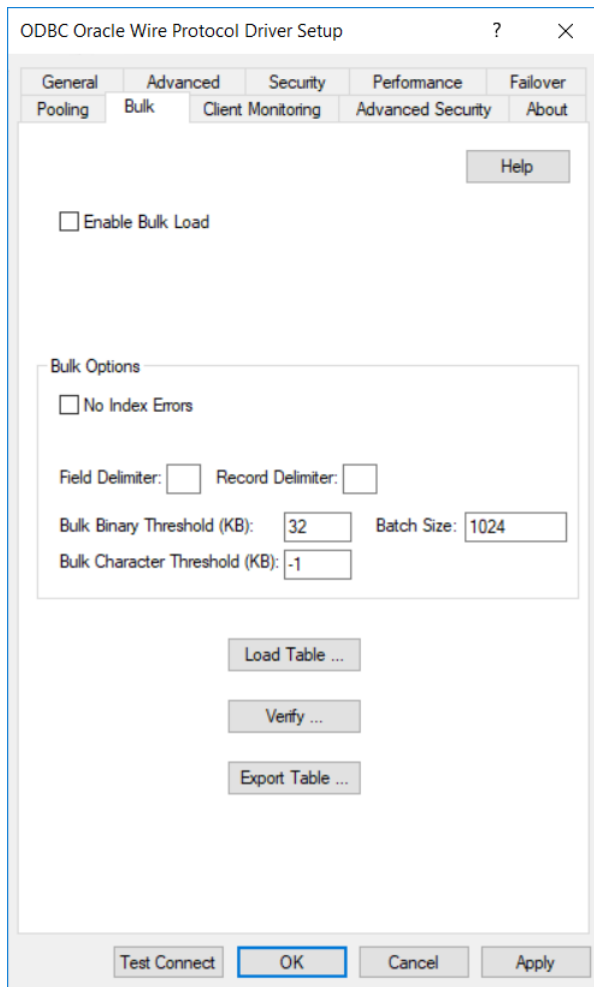 ODBC Oracle Wire Protocol Driver Setup ?
General Advanced Security Performance Failover
Pooling Bulk Client Monitoring Advanced Security About
Help
Enable Bulk Load
Bulk Options
No Index Errors
Field Delimiter: Record Delimiter:
Bulk Binary Threshold (KB): 32 Batch Size: 1024
Bulk Character Threshold (KB): -1
Load Table ...
Verify ...
Export Table ...
Test Connect OK Cancel Apply